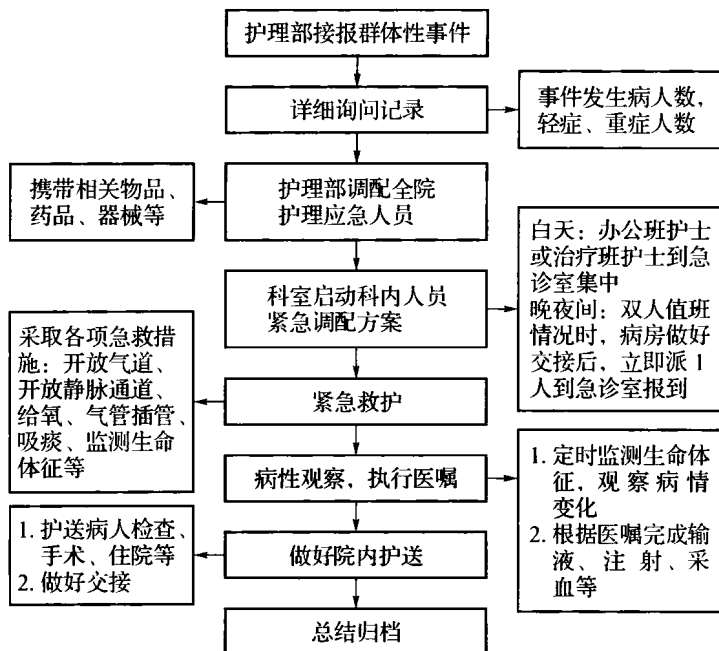 护理部接报群体性事件
详细询问记录
事件发生病人数，
轻症、重症人数
携带相关物品、
药品、器械等
护理部调配全院
护理应急人员
白天：办公班护士
或治疗班护士到急
诊室集中
晚夜间：双人值班
情况时，病房做好
交接后，立即派 1
人到急诊室报到
科室启动科内人员
紧急调配方案
采取各项急救措
施：开放气道、
开放静脉通道、
给氧、气管插管、
吸痰、监测生命
体征等
紧急救护
病性观察，执行医嘱
1. 定时监测生命体
征，观察病情
变化
2. 根据医嘱完成输
液、注射、采
血等
1. 护送病人检查、
手术、住院等
2. 做好交接
做好院内护送
总结归档